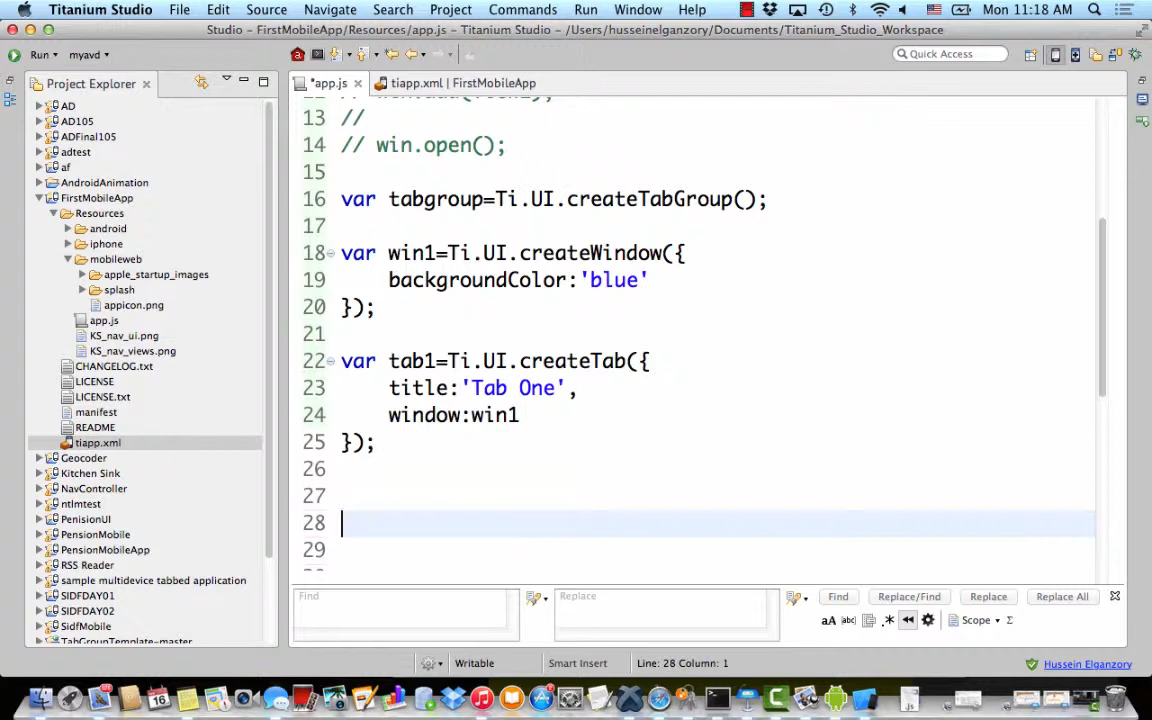 Titanium Studio File Edit Source Navigate Search Project Commands Run Window Help Mon 11:18 AM
Studio - FirstMobileApp/Resources/app.js - Titanium Studio - /Users/husseinelganzory/Documents/Titanium_Studio_Workspace
Run myavd Quick Access
Project Explorer
*app.js tiapp.xml | FirstMobileApp
AD
AD105
ADFinal105
adtest
af
AndroidAnimation
FirstMobileApp
Resources
android
iphone
mobileweb
apple_startup_images
splash
appicon.png
app.js
KS_nav_ui.png
KS_nav_views.png
CHANGELOG.txt
LICENSE
LICENSE.txt
manifest
README
tiapp.xml
Geocoder
Kitchen Sink
NavController
ntlmtest
PenisionUI
PensionMobile
PensionMobileApp
RSS Reader
sample multidevice tabbed application
SIDFDAY01
SIDFDAY02
SidfMobile
TabGroupTemplate-master
13 //
14 // win.open();
15
16 var tabgroup=Ti.UI.createTabGroup();
17
18 var win1=Ti.UI.createWindow({
19 backgroundColor:'blue'
20 });
21
22 var tab1=Ti.UI.createTab({
23 title:'Tab One',
24 window:win1
25 });
26
27
28
29
Find Replace Find Replace/Find Replace Replace All
aA abc .* Scope Σ
Writable Smart Insert Line: 28 Column: 1 Hussein Elganzory